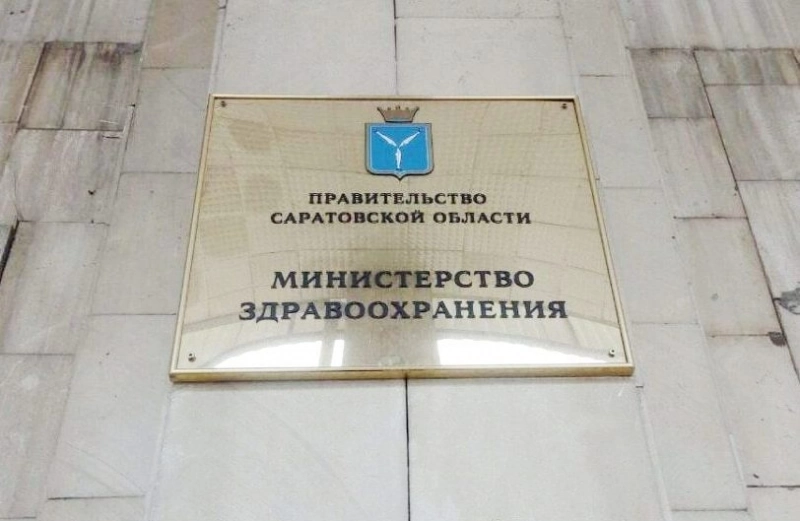 ПРАВИТЕЛЬСТВО
САРАТОВСКОЙ ОБЛАСТИ
МИНИСТЕРСТВО
ЗДРАВООХРАНЕНИЯ